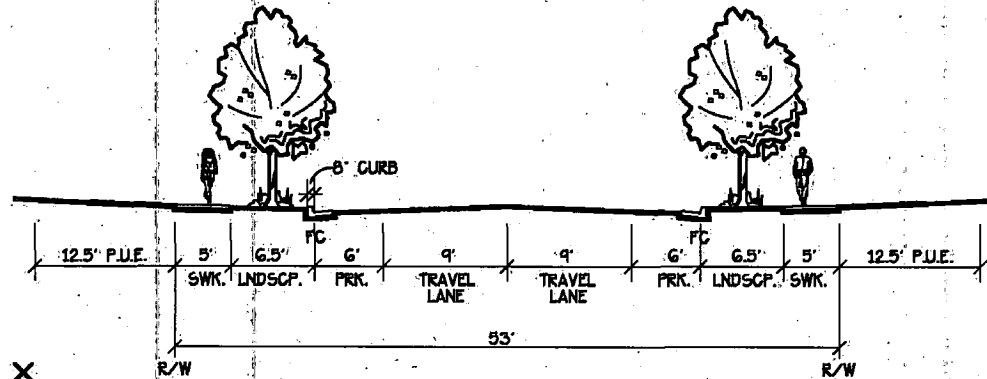 8" CURB
FC FC
12.5' P.U.E. 5' 6.5' 6' 9' 9' 6' 6.5' 5' 12.5' P.U.E.
SWK. LNDSCP. PRK. TRAVEL LANE TRAVEL LANE PRK. LNDSCP. SWK.
53'
R/W R/W